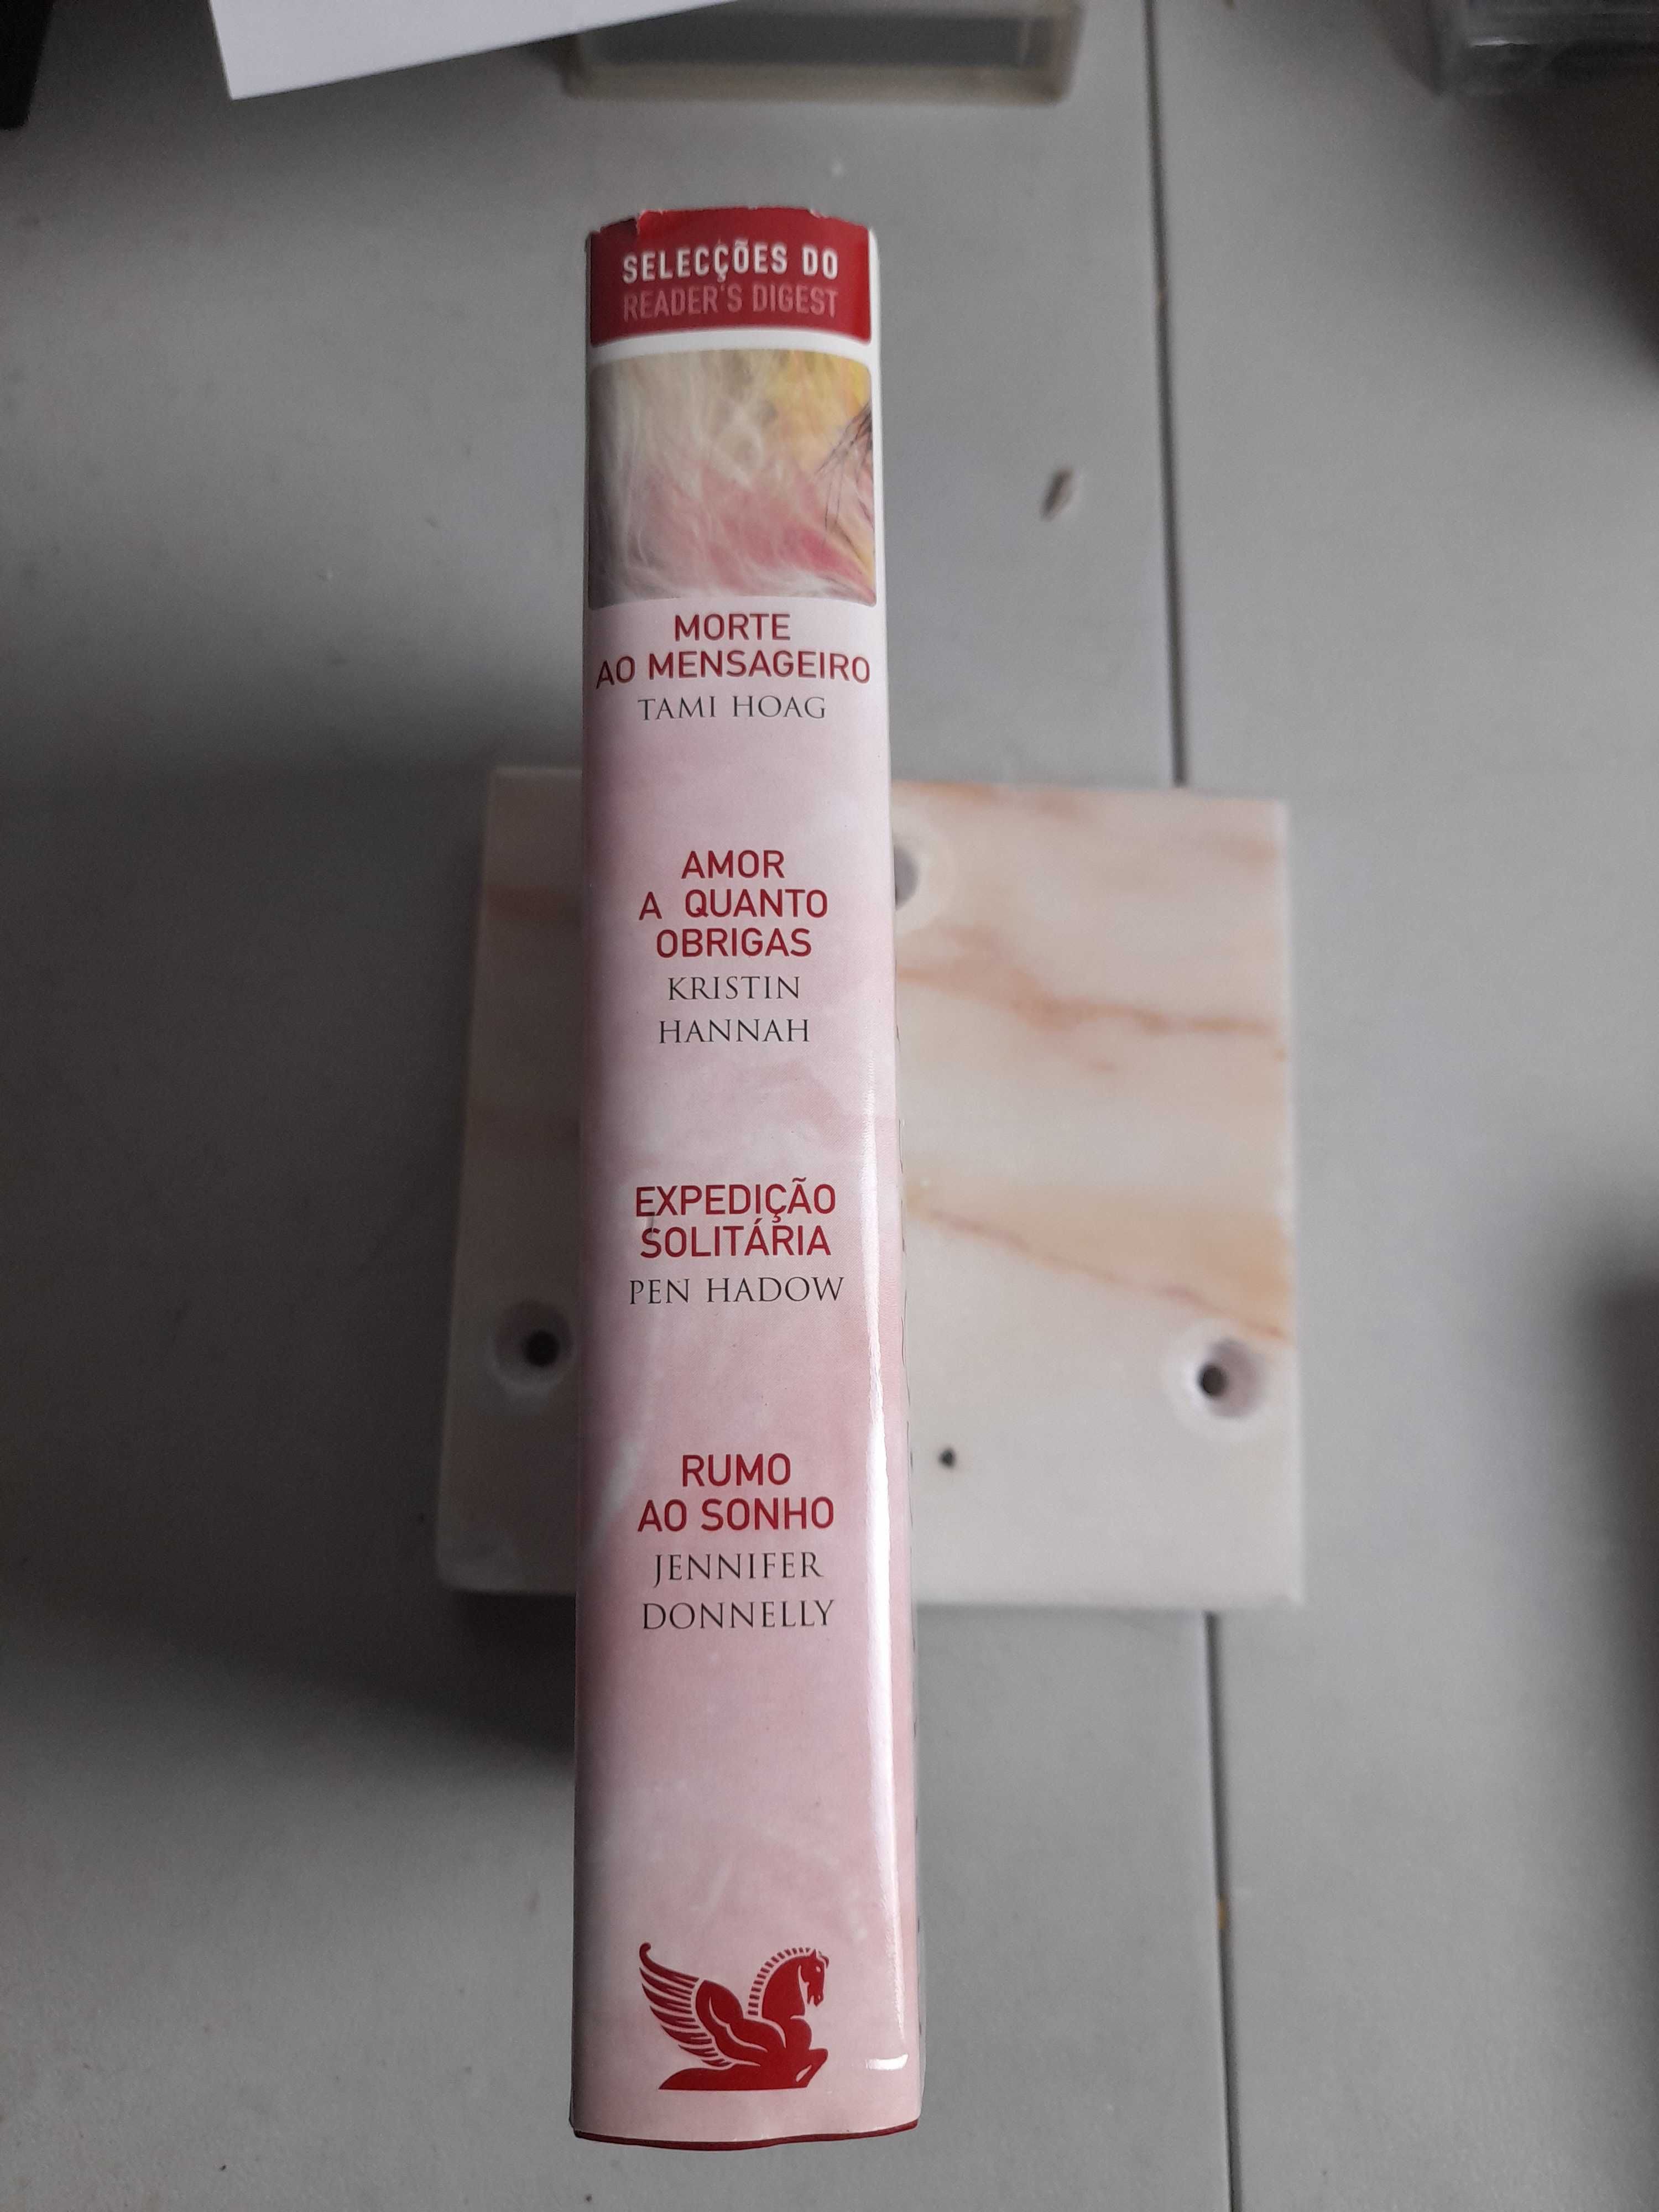 SELECÇÕES DO
READER'S DIGEST
MORTE
AO MENSAGEIRO
TAMI HOAG
AMOR
A QUANTO
OBRIGAS
KRISTIN
HANNAH
EXPEDIÇÃO
SOLITÁRIA
PEN HADOW
RUMO
AO SONHO
JENNIFER
DONNELLY